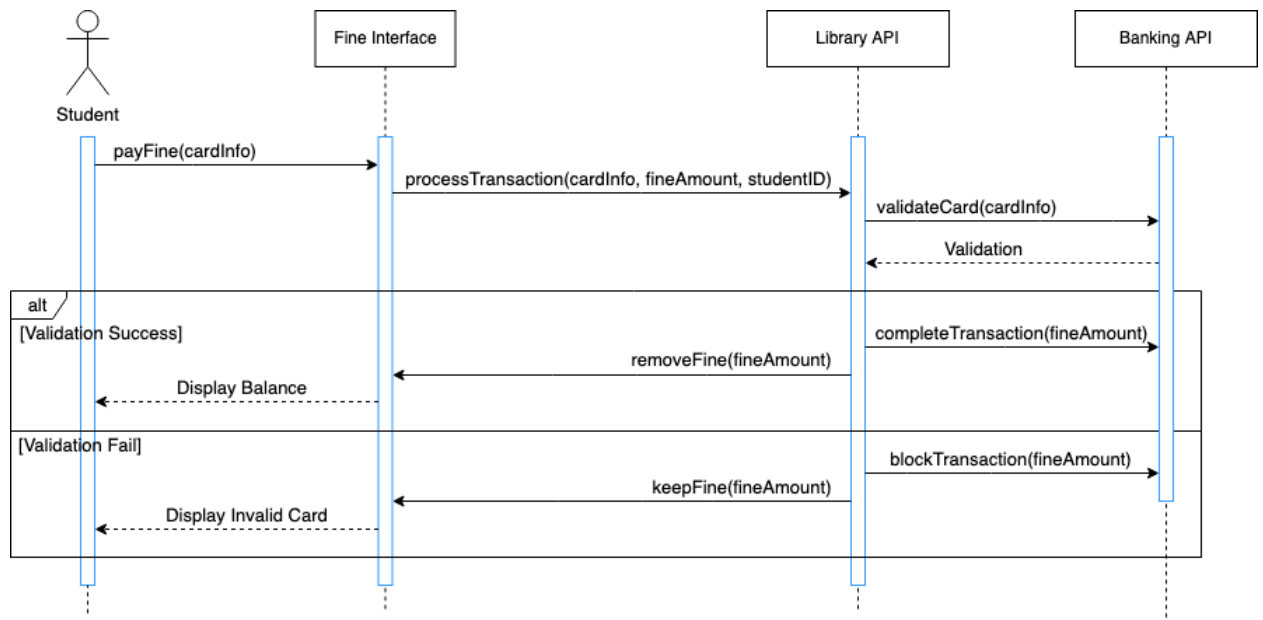 Student
Fine Interface
Library API
Banking API
payFine(cardInfo)
processTransaction(cardInfo, fineAmount, studentID)
validateCard(cardInfo)
Validation
alt
[Validation Success]
completeTransaction(fineAmount)
removeFine(fineAmount)
Display Balance
[Validation Fail]
blockTransaction(fineAmount)
keepFine(fineAmount)
Display Invalid Card